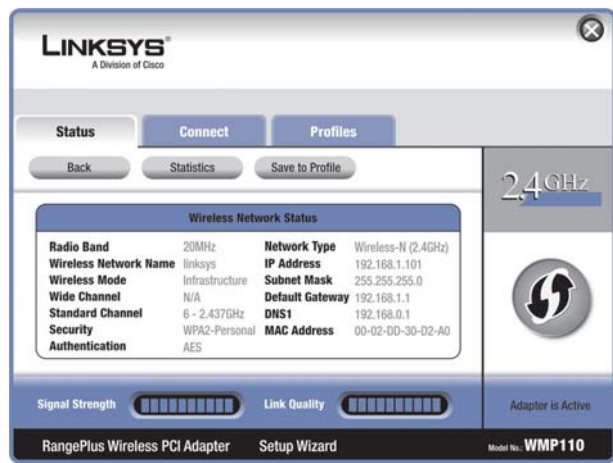 LINKSYS®
A Division of Cisco
Status Connect Profiles
Back Statistics Save to Profile
2.4GHz
Wireless Network Status
Radio Band 20MHz Network Type Wireless-N (2.4GHz)
Wireless Network Name linksys IP Address 192.168.1.101
Wireless Mode Infrastructure Subnet Mask 255.255.255.0
Wide Channel N/A Default Gateway 192.168.1.1
Standard Channel 6 - 2.437GHz DNS1 192.168.0.1
Security WPA2-Personal MAC Address 00-02-DD-30-D2-A0
Authentication AES
Signal Strength Link Quality Adapter is Active
RangePlus Wireless PCI Adapter Setup Wizard Model No.: WMP110